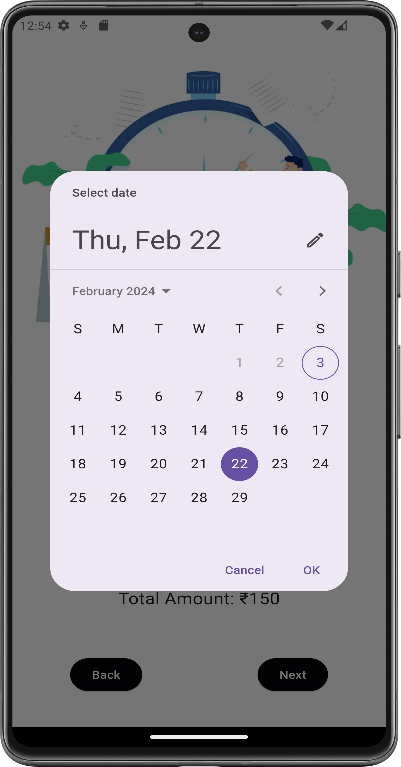 12:54
Select date
Thu, Feb 22
February 2024
S M T W T F S
1 2 3
4 5 6 7 8 9 10
11 12 13 14 15 16 17
18 19 20 21 22 23 24
25 26 27 28 29
Cancel OK
Total Amount: ₹150
Back Next